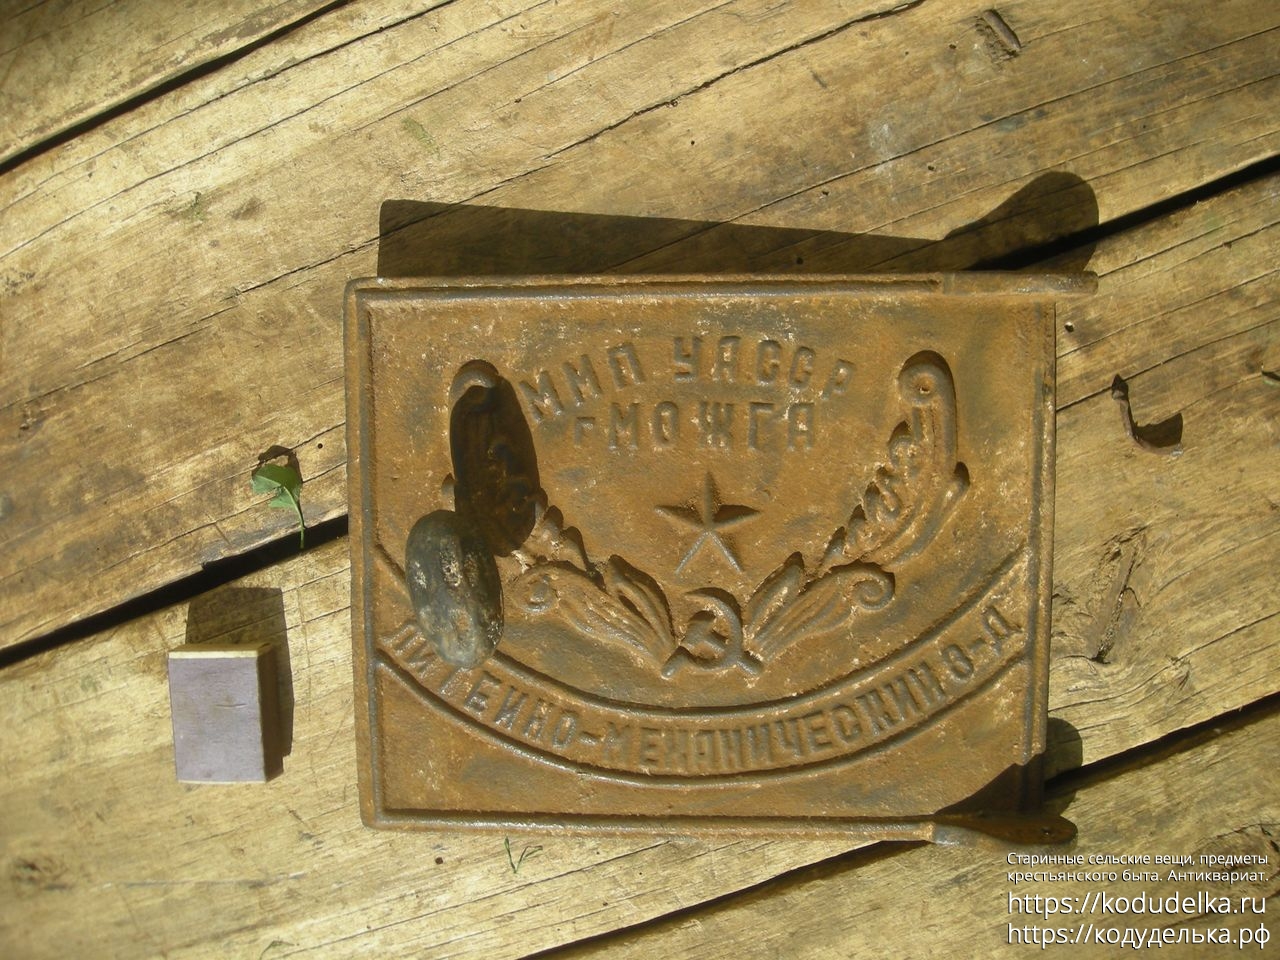 ММП УАССР
г МОЖГА
ЛИТЕЙНО-МЕХАНИЧЕСКИЙ З-Д
Старинные сельские вещи, предметы
крестьянского быта. Антиквариат.
https://kodudelka.ru
https://кодуделька.рф